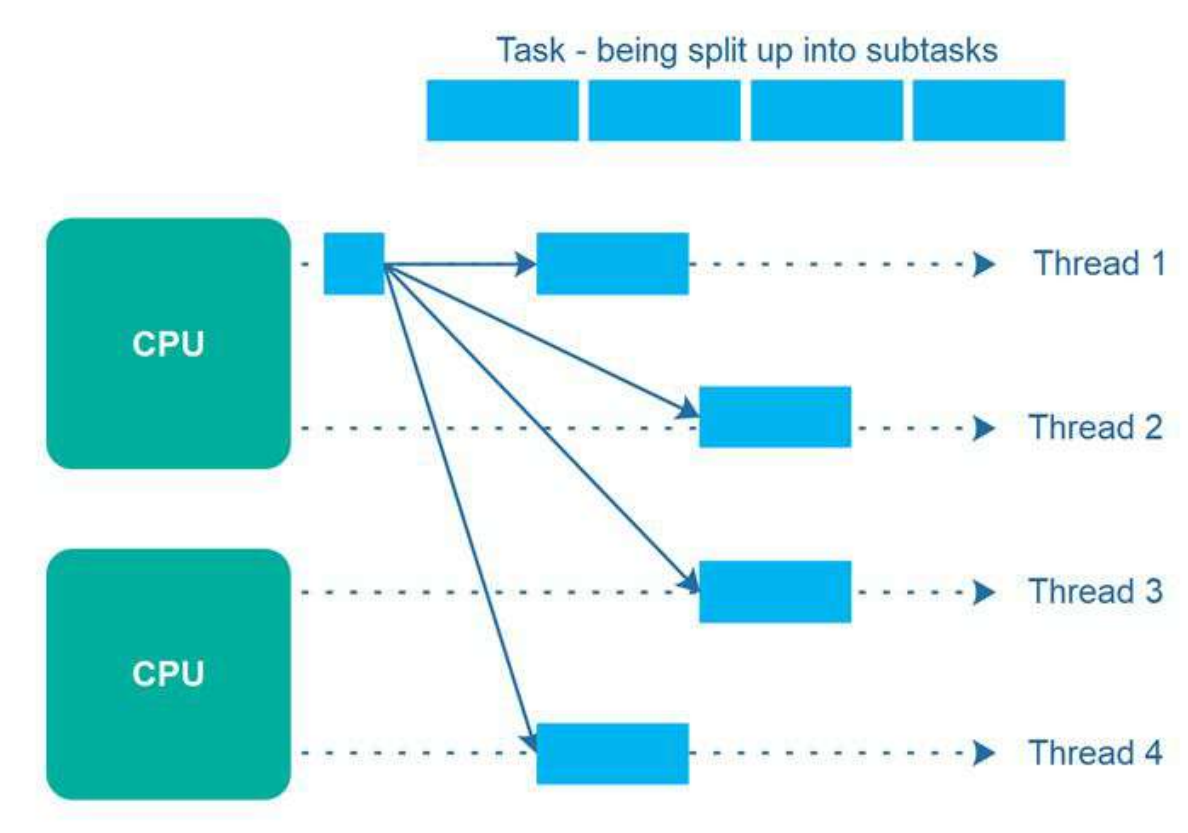 Task - being split up into subtasks
CPU
Thread 1
Thread 2
CPU
Thread 3
Thread 4